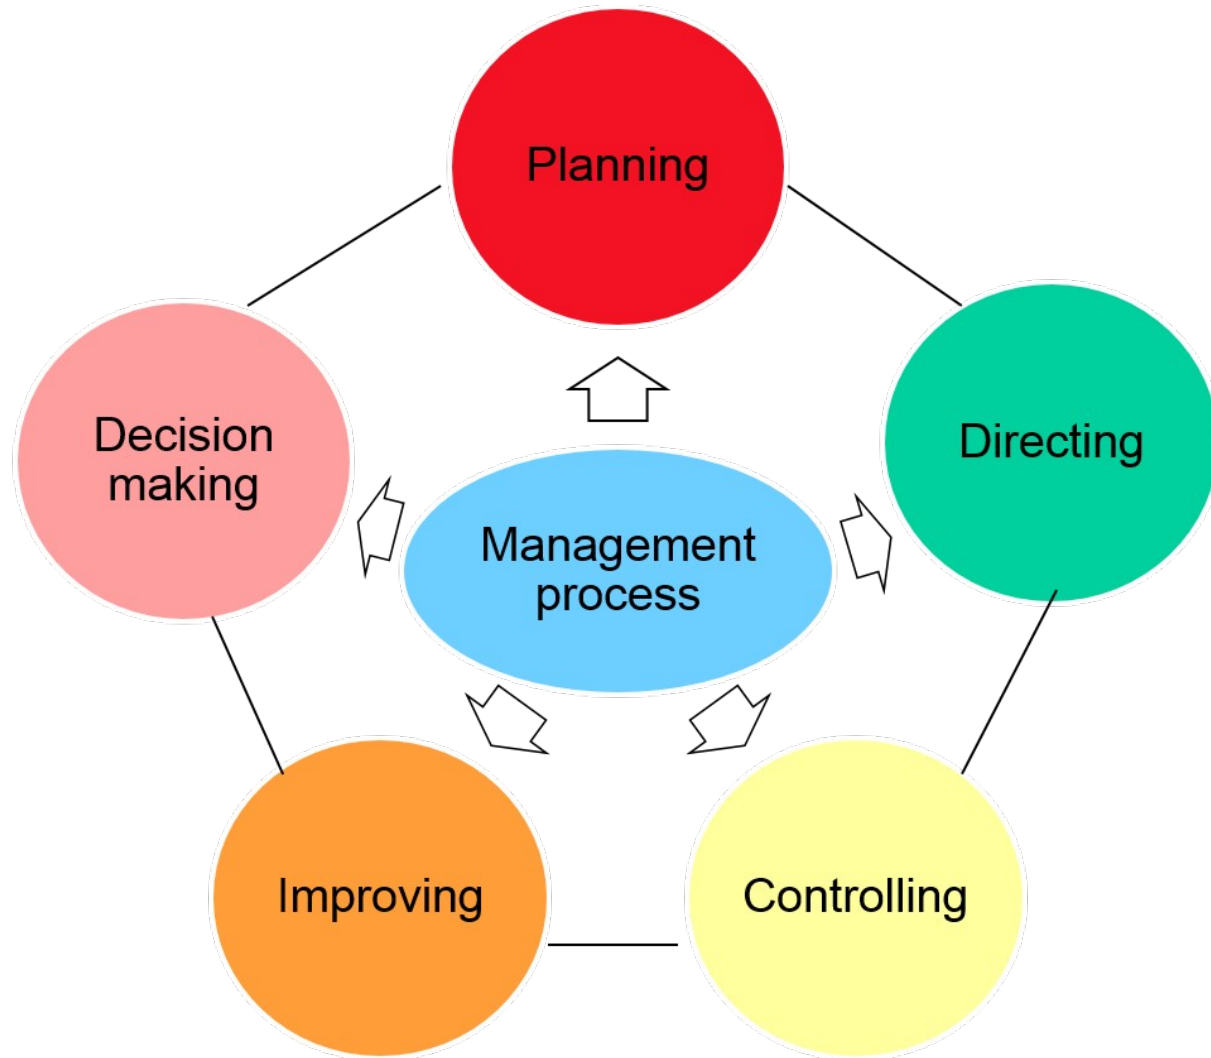 Planning
Decision
making
Directing
Management
process
Improving
Controlling